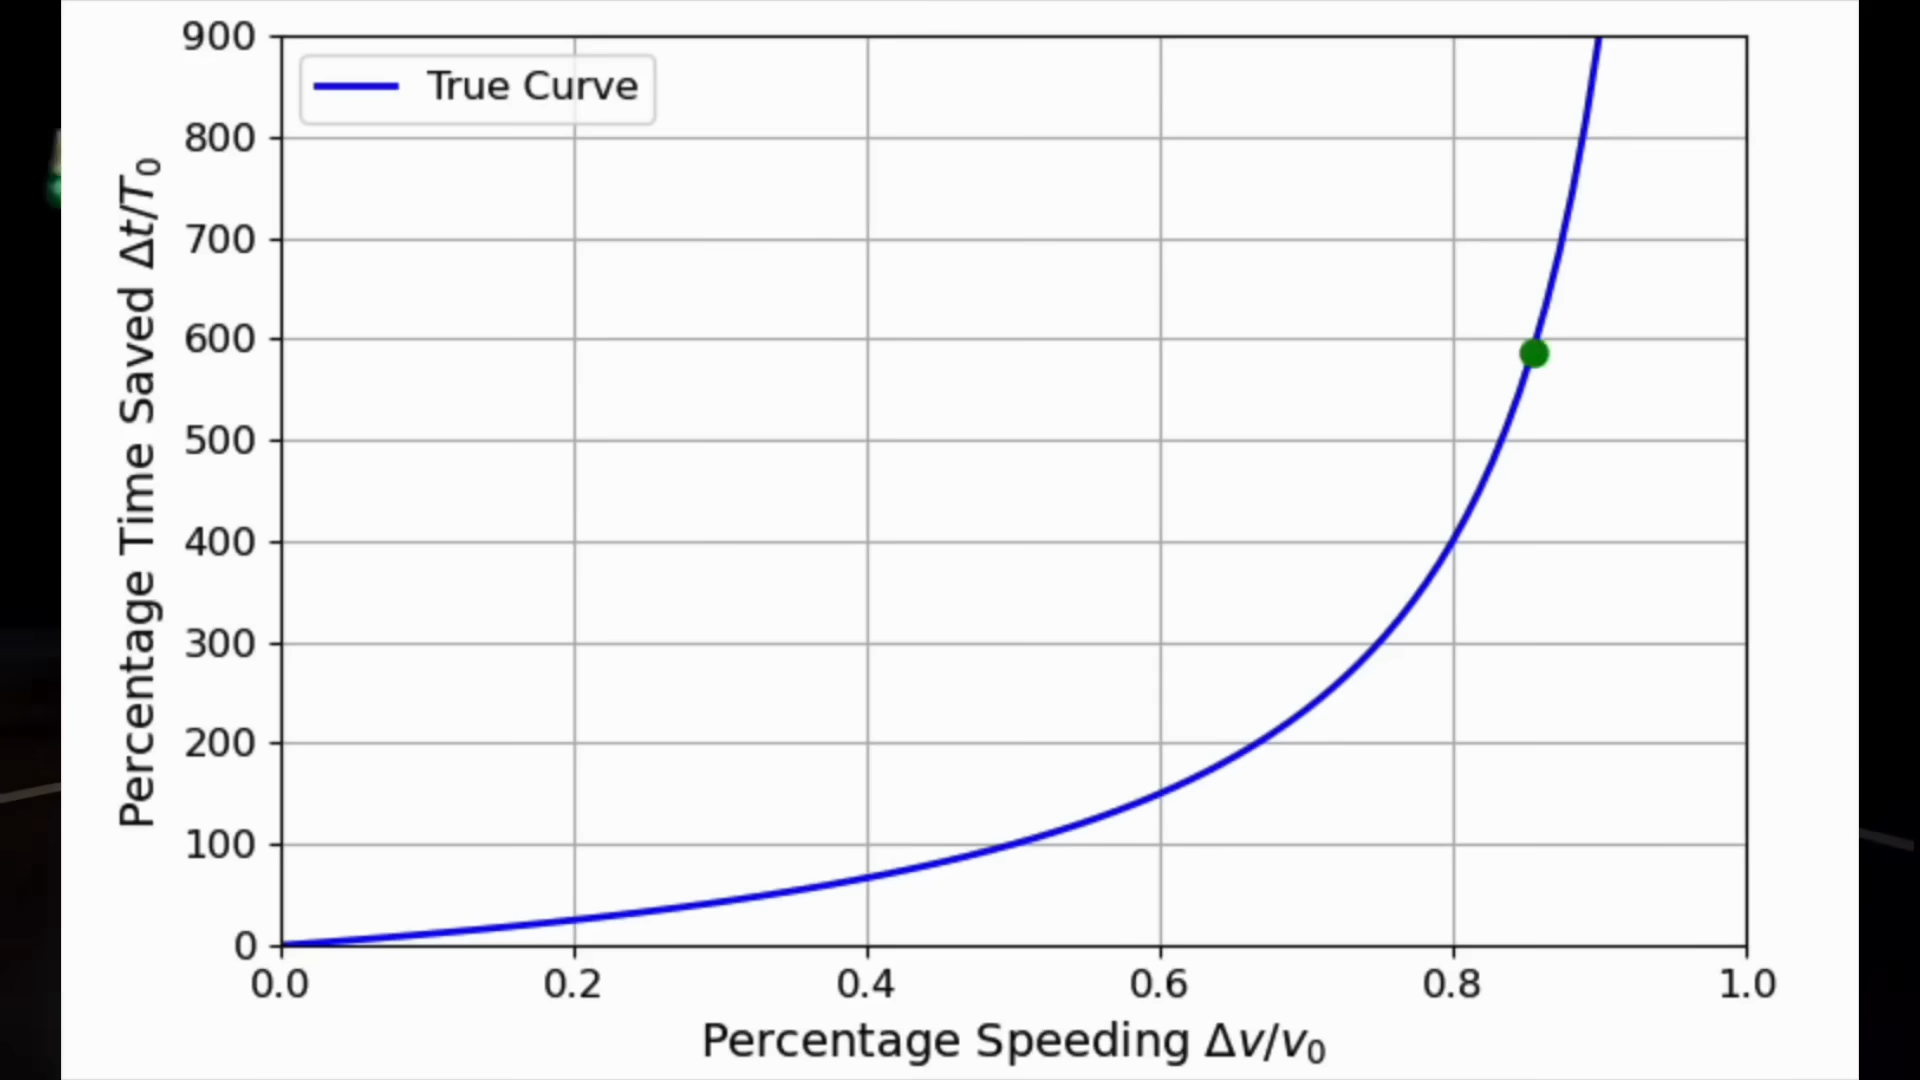 900
800
700
600
500
400
300
200
100
0
Percentage Time Saved Δt/T₀
True Curve
0.0 0.2 0.4 0.6 0.8 1.0
Percentage Speeding Δv/v₀